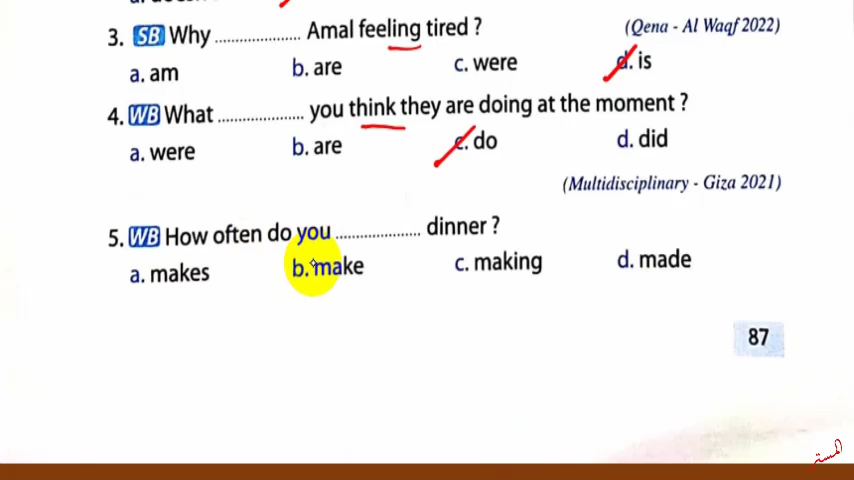 3. SB Why .................... Amal feeling tired ? (Qena - Al Waqf 2022)
a. am b. are c. were d. is
4. WB What .................... you think they are doing at the moment ?
a. were b. are c. do d. did
(Multidisciplinary - Giza 2021)
5. WB How often do you .................... dinner ?
a. makes b. make c. making d. made
87